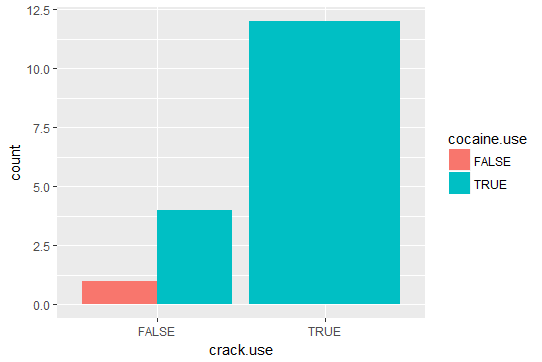 12.5
10.0
7.5
5.0
2.5
0.0
count
FALSE TRUE
crack.use
cocaine.use
FALSE
TRUE